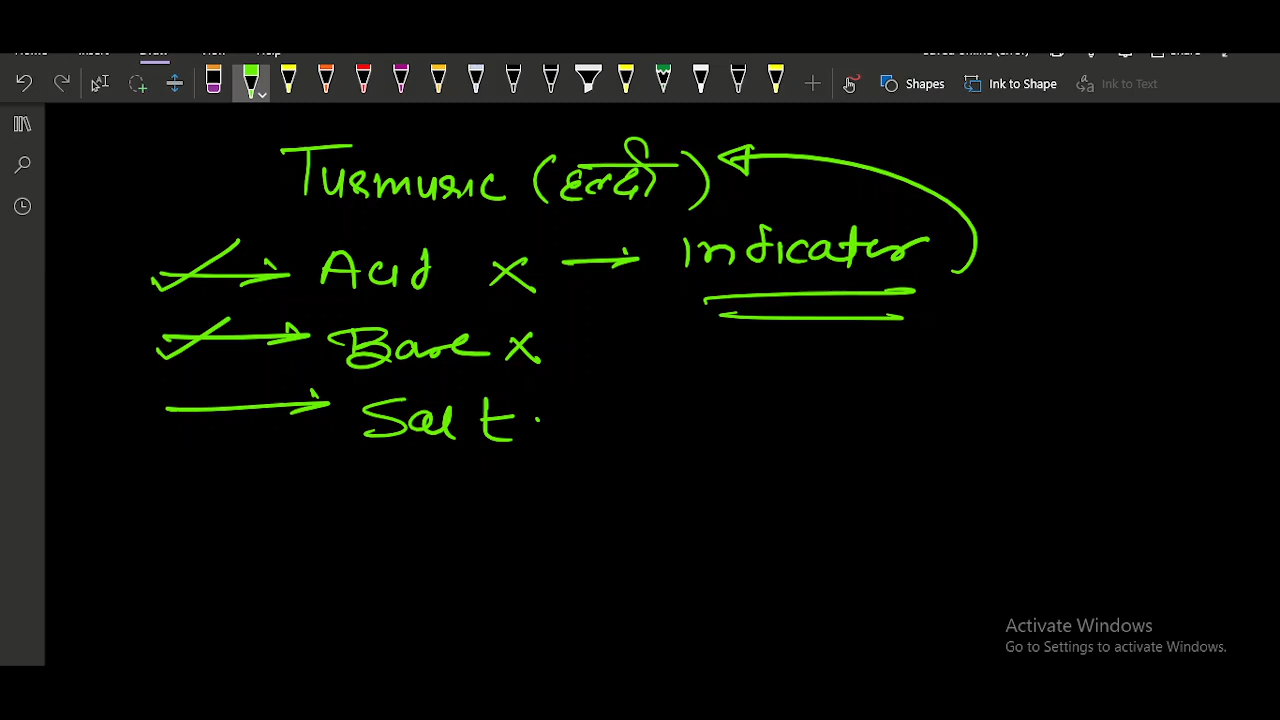 Shapes Ink to Shape Ink to Text
Turmuric (हल्दी)
Acid × → indicator
Base ×
Salt
Activate Windows
Go to Settings to activate Windows.